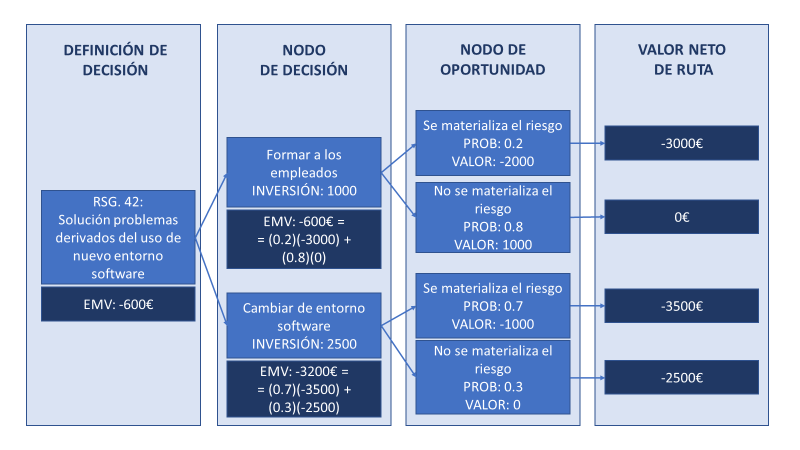 DEFINICIÓN DE
DECISIÓN
RSG. 42:
Solución problemas
derivados del uso de
nuevo entorno
software
EMV: -600€
NODO
DE DECISIÓN
Formar a los
empleados
INVERSIÓN: 1000
EMV: -600€ =
= (0.2)(-3000) +
(0.8)(0)
Cambiar de entorno
software
INVERSIÓN: 2500
EMV: -3200€ =
= (0.7)(-3500) +
(0.3)(-2500)
NODO DE
OPORTUNIDAD
Se materializa el riesgo
PROB: 0.2
VALOR: -2000
No se materializa el
riesgo
PROB: 0.8
VALOR: 1000
Se materializa el riesgo
PROB: 0.7
VALOR: -1000
No se materializa el
riesgo
PROB: 0.3
VALOR: 0
VALOR NETO
DE RUTA
-3000€
0€
-3500€
-2500€